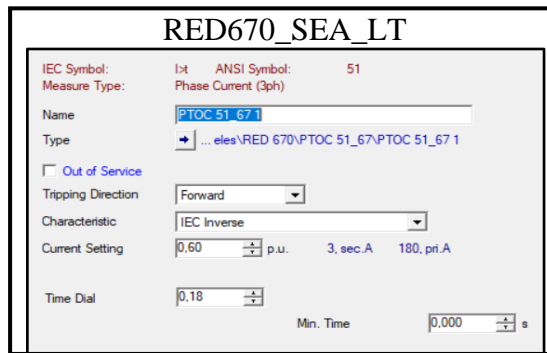 RED670_SEA_LT
IEC Symbol: I>t ANSI Symbol: 51
Measure Type: Phase Current (3ph)
Name PTOC 51_67 1
Type ... eles\RED 670\PTOC 51_67\PTOC 51_67 1
Out of Service
Tripping Direction Forward
Characteristic IEC Inverse
Current Setting 0,60 p.u. 3, sec.A 180, pri.A
Time Dial 0,18
Min. Time 0,000 s